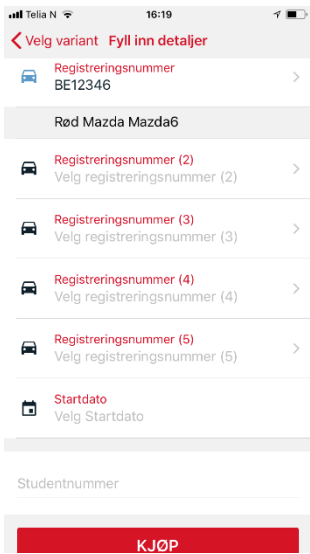 Telia N 16:19
Velg variant Fyll inn detaljer
Registreringsnummer
BE12346
Rød Mazda Mazda6
Registreringsnummer (2)
Velg registreringsnummer (2)
Registreringsnummer (3)
Velg registreringsnummer (3)
Registreringsnummer (4)
Velg registreringsnummer (4)
Registreringsnummer (5)
Velg registreringsnummer (5)
Startdato
Velg Startdato
Studentnummer
KJØP